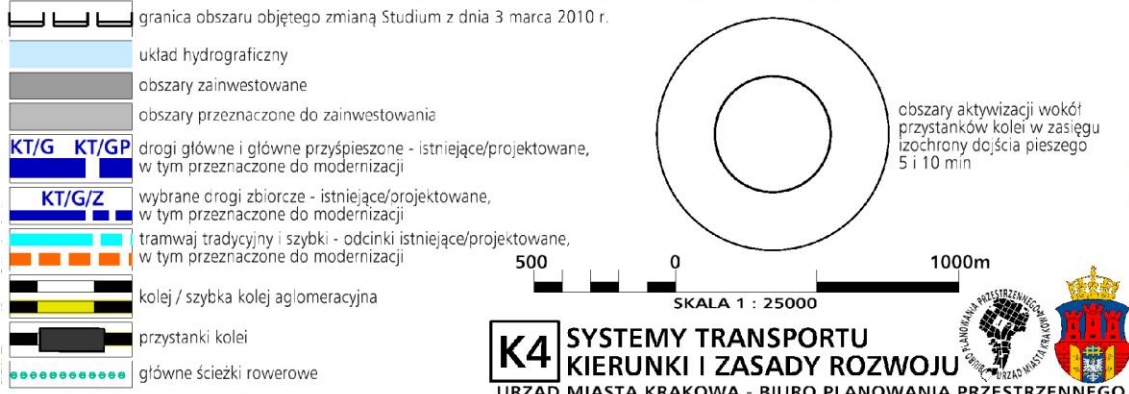 granica obszaru objętego zmianą Studium z dnia 3 marca 2010 r.
układ hydrograficzny
obszary zainwestowane
obszary przeznaczone do zainwestowania
KT/G KT/GP
drogi główne i główne przyśpieszone - istniejące/projektowane,
w tym przeznaczone do modernizacji
KT/G/Z
wybrane drogi zbiorcze - istniejące/projektowane,
w tym przeznaczone do modernizacji
tramwaj tradycyjny i szybki - odcinki istniejące/projektowane,
w tym przeznaczone do modernizacji
kolej / szybka kolej aglomeracyjna
przystanki kolei
główne ścieżki rowerowe
obszary aktywizacji wokół
przystanków kolei w zasięgu
izochrony dojścia pieszego
5 i 10 min
500 0 1000m
SKALA 1 : 25000
K4 SYSTEMY TRANSPORTU
KIERUNKI I ZASADY ROZWOJU
URZĄD MIASTA KRAKOWA - BIURO PLANOWANIA PRZESTRZENNEGO